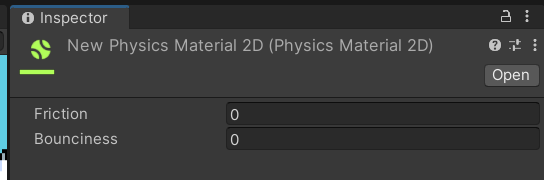 Inspector
New Physics Material 2D (Physics Material 2D)
Open
Friction 0
Bounciness 0